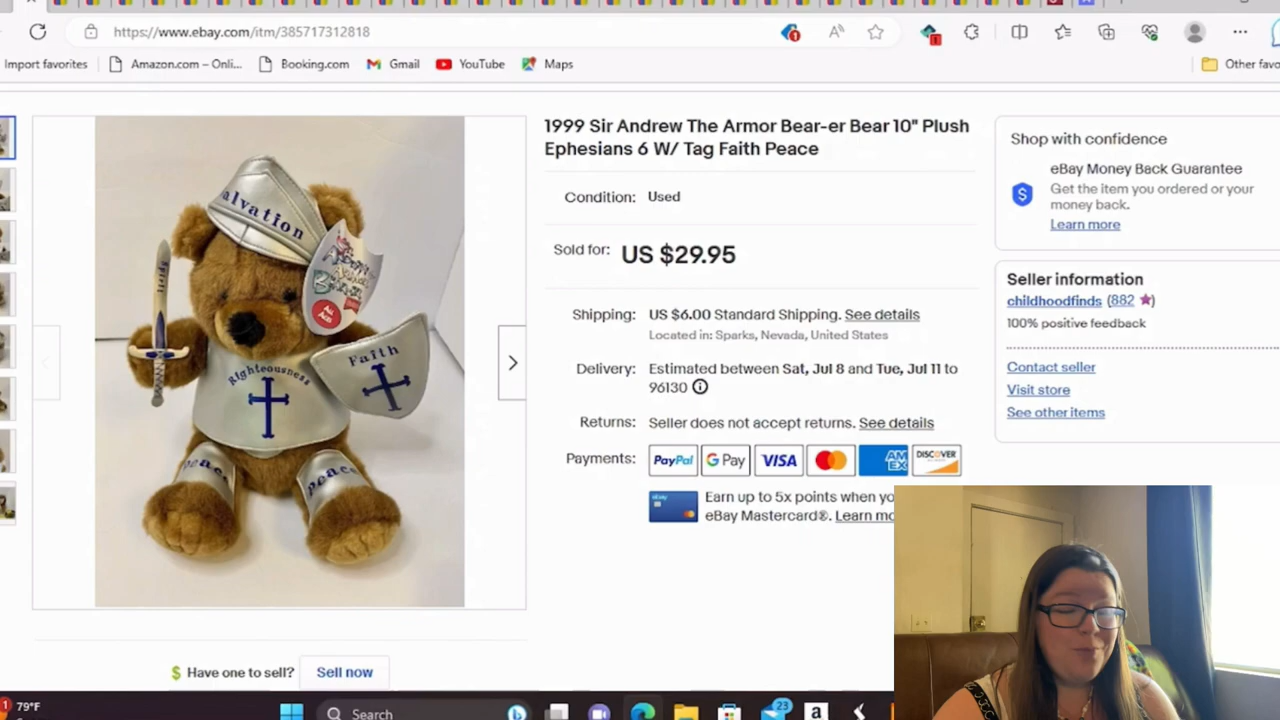 https://www.ebay.com/itm/385717312818
1
Import favorites
Amazon.com – Onli...
Booking.com
Gmail
YouTube
Maps
Other favo
1999 Sir Andrew The Armor Bear-er Bear 10" Plush
Ephesians 6 W/ Tag Faith Peace
Condition: Used
Sold for: US $29.95
Shipping: US $6.00 Standard Shipping. See details
Located in: Sparks, Nevada, United States
Delivery: Estimated between Sat, Jul 8 and Tue, Jul 11 to
96130
Returns: Seller does not accept returns. See details
Payments: PayPal G Pay VISA AM EX DISCOVER
Earn up to 5x points when yo
eBay Mastercard®. Learn mo
Shop with confidence
eBay Money Back Guarantee
Get the item you ordered or your
money back.
Learn more
Seller information
childhoodfinds (882)
100% positive feedback
Contact seller
Visit store
See other items
alvation
Spirit
Righteousness
Faith
Peace
Peace
$ Have one to sell? Sell now
1
79°F
Search
23
a